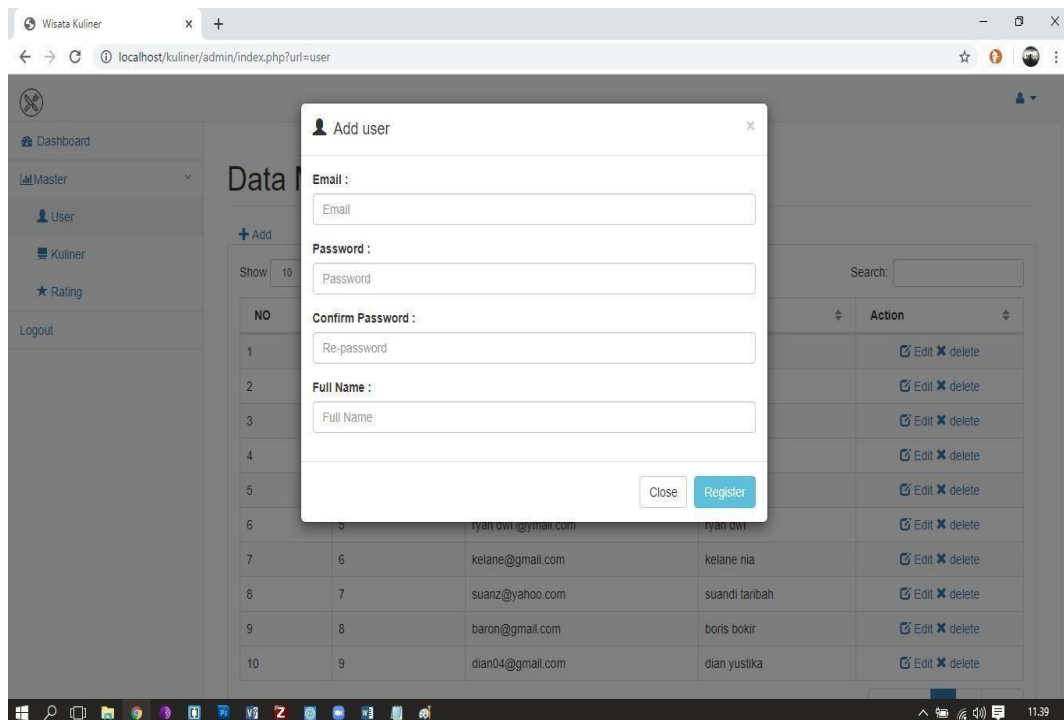 Wisata Kuliner
localhost/kuliner/admin/index.php?url=user
Dashboard
Master
User
Kuliner
Rating
Logout
Data
+ Add
Show 10
Search:
NO
Action
1 Edit delete
2 Edit delete
3 Edit delete
4 Edit delete
5 Edit delete
6 5 ryan dwi Edit delete
7 6 kelane@gmail.com kelane nia Edit delete
8 7 suanz@yahoo.com suandi taribah Edit delete
9 8 baron@gmail.com boris bokir Edit delete
10 9 dian04@gmail.com dian yustika Edit delete
Add user
x
Email :
Email
Password :
Password
Confirm Password :
Re-password
Full Name :
Full Name
Close
Register
11.39